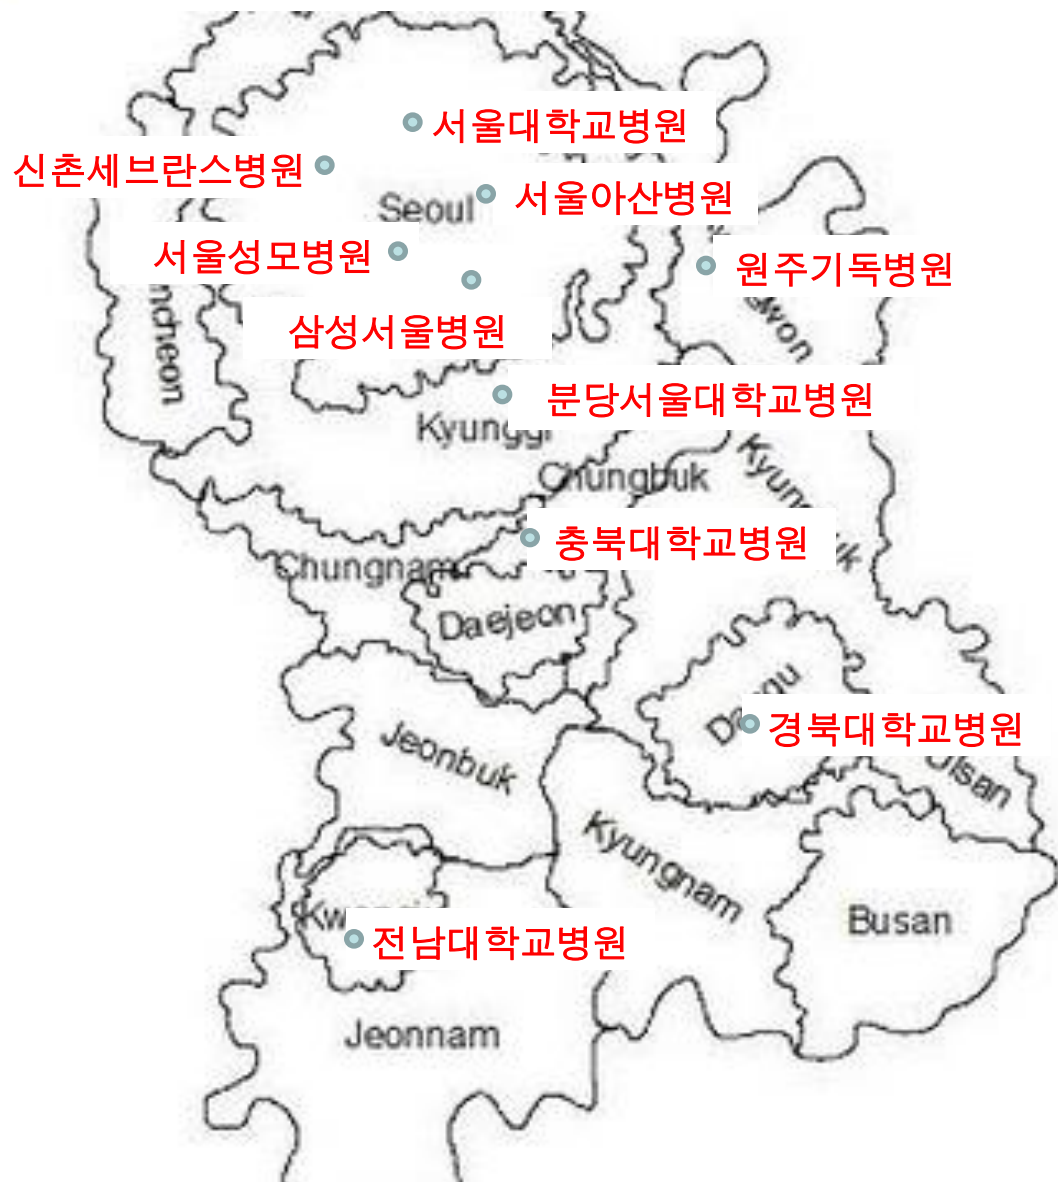 서울대학교병원
신촌세브란스병원
서울아산병원
Seoul
서울성모병원
원주기독병원
ncheon
won
삼성서울병원
분당서울대학교병원
Kyunggi
Chungbuk
충북대학교병원
Chungnam
Daejeon
경북대학교병원
Jeonbuk
Ulsan
Kyungnam
Busan
전남대학교병원
Jeonnam